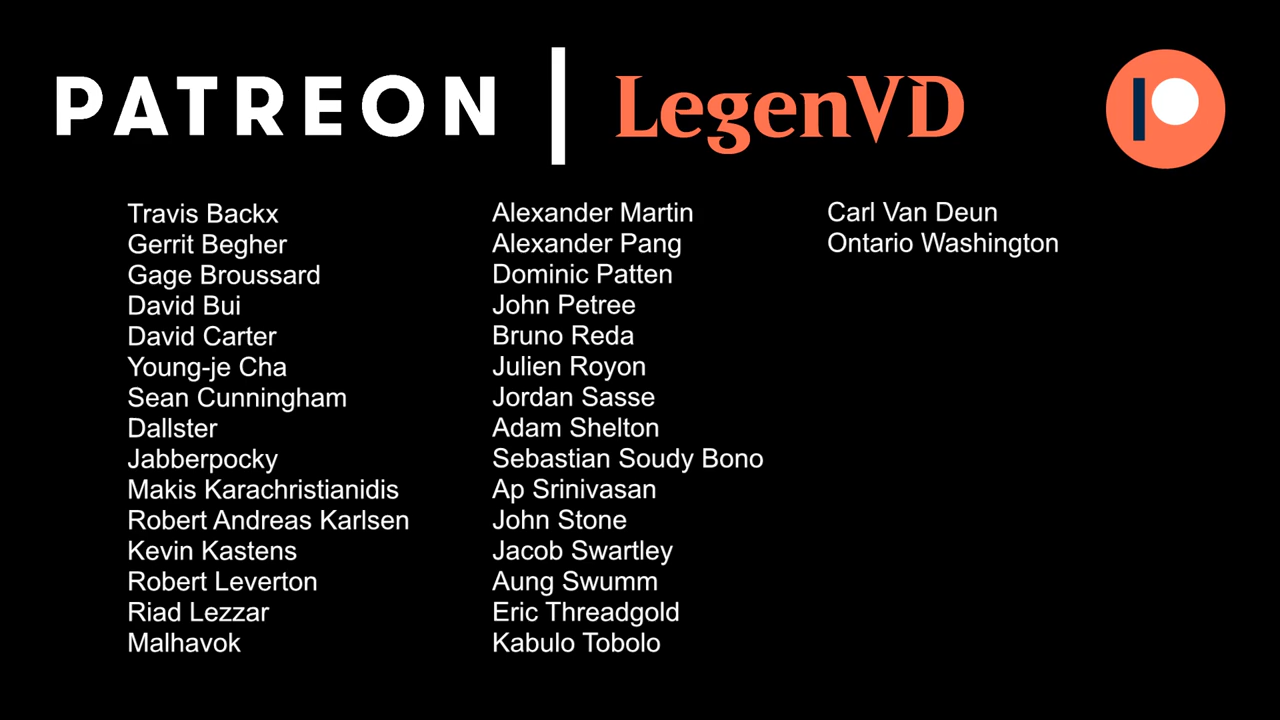 PATREON | LegenVD
Travis Backx
Gerrit Begher
Gage Broussard
David Bui
David Carter
Young-je Cha
Sean Cunningham
Dallster
Jabberpocky
Makis Karachristianidis
Robert Andreas Karlsen
Kevin Kastens
Robert Leverton
Riad Lezzar
Malhavok
Alexander Martin
Alexander Pang
Dominic Patten
John Petree
Bruno Reda
Julien Royon
Jordan Sasse
Adam Shelton
Sebastian Soudy Bono
Ap Srinivasan
John Stone
Jacob Swartley
Aung Swumm
Eric Threadgold
Kabulo Tobolo
Carl Van Deun
Ontario Washington